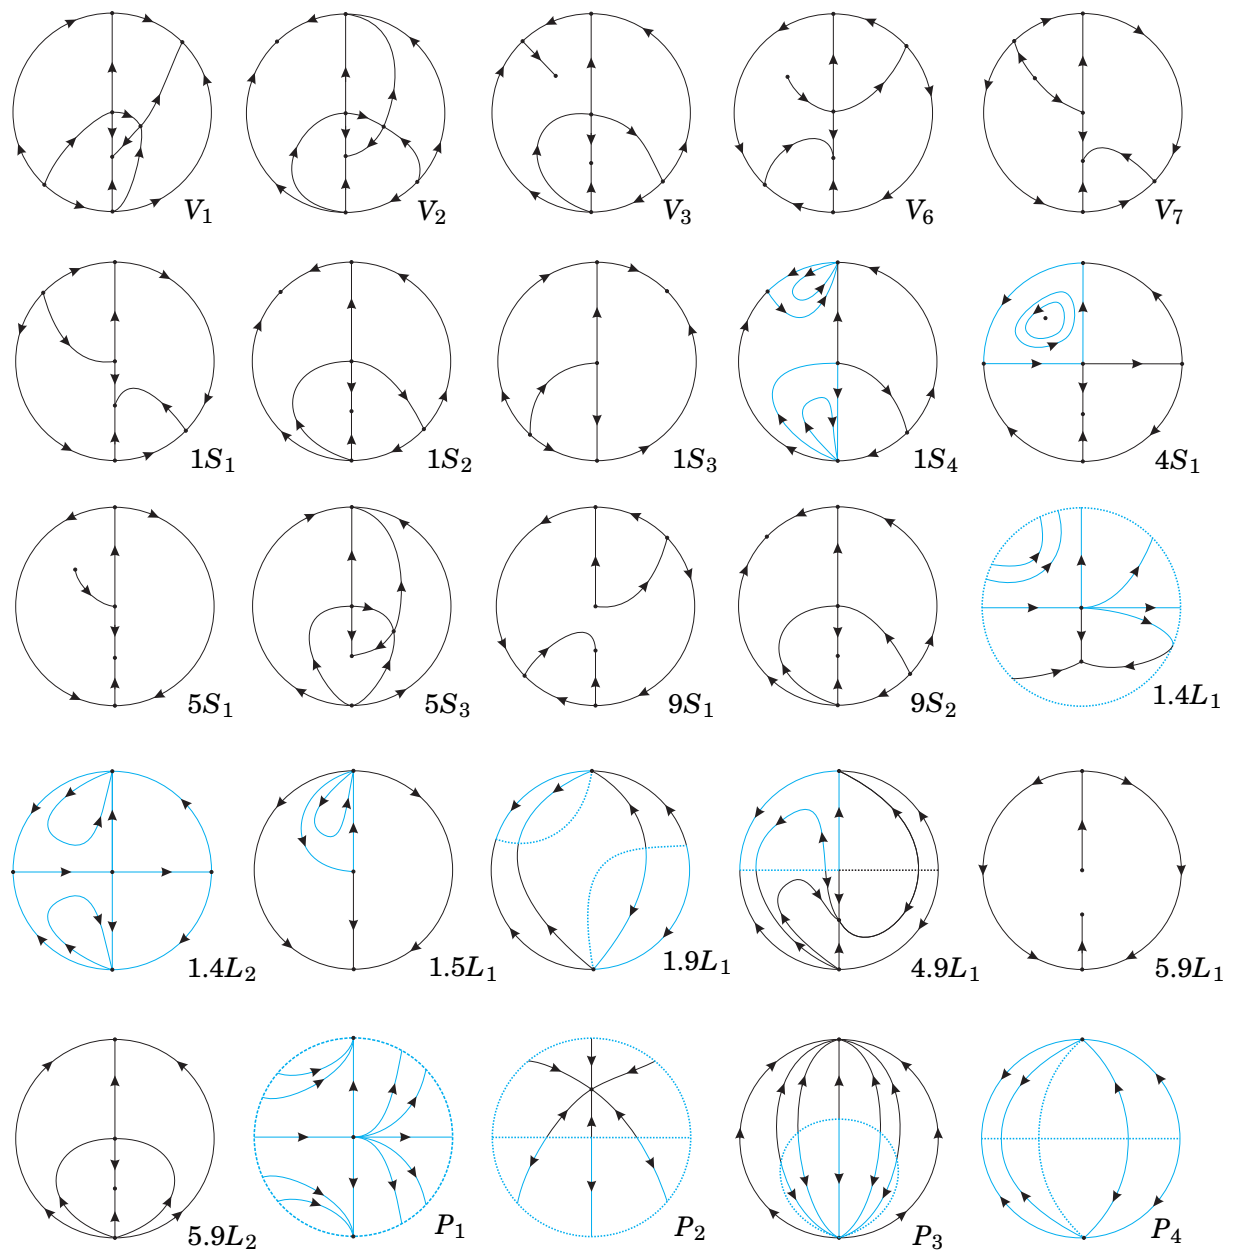 V₁ V₂ V₃ V₆ V₇
1S₁ 1S₂ 1S₃ 1S₄ 4S₁
5S₁ 5S₃ 9S₁ 9S₂ 1.4L₁
1.4L₂ 1.5L₁ 1.9L₁ 4.9L₁ 5.9L₁
5.9L₂ P₁ P₂ P₃ P₄